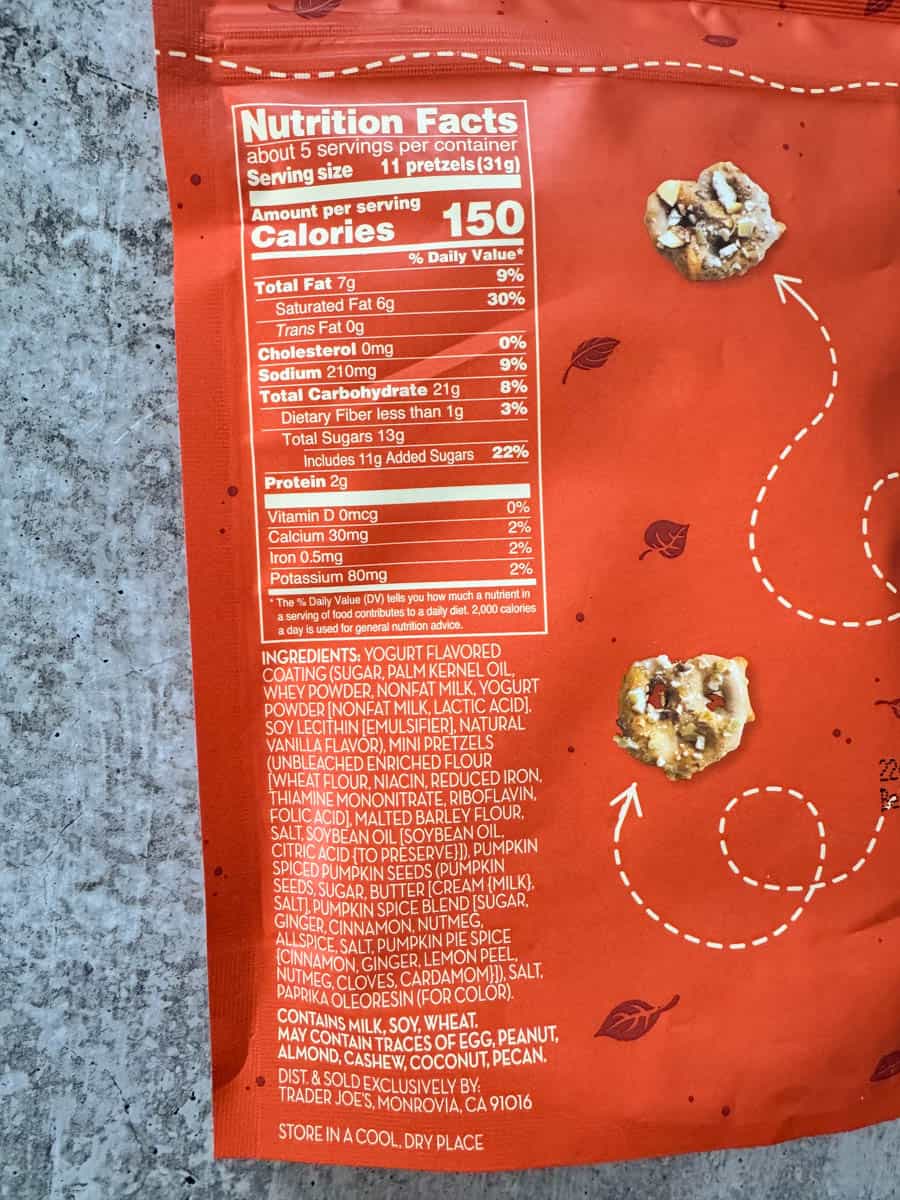 Nutrition Facts
about 5 servings per container
Serving size 11 pretzels (31g)
Amount per serving
Calories 150
% Daily Value*
Total Fat 7g 9%
Saturated Fat 6g 30%
Trans Fat 0g
Cholesterol 0mg 0%
Sodium 210mg 9%
Total Carbohydrate 21g 8%
Dietary Fiber less than 1g 3%
Total Sugars 13g
Includes 11g Added Sugars 22%
Protein 2g
Vitamin D 0mcg 0%
Calcium 30mg 2%
Iron 0.5mg 2%
Potassium 80mg 2%
* The % Daily Value (DV) tells you how much a nutrient in
a serving of food contributes to a daily diet. 2,000 calories
a day is used for general nutrition advice.
INGREDIENTS: YOGURT FLAVORED
COATING (SUGAR, PALM KERNEL OIL,
WHEY POWDER, NONFAT MILK, YOGURT
POWDER [NONFAT MILK, LACTIC ACID],
SOY LECITHIN [EMULSIFIER], NATURAL
VANILLA FLAVOR), MINI PRETZELS
(UNBLEACHED ENRICHED FLOUR
[WHEAT FLOUR, NIACIN, REDUCED IRON,
THIAMINE MONONITRATE, RIBOFLAVIN,
FOLIC ACID], MALTED BARLEY FLOUR,
SALT, SOYBEAN OIL [SOYBEAN OIL,
CITRIC ACID {TO PRESERVE}]), PUMPKIN
SPICED PUMPKIN SEEDS (PUMPKIN
SEEDS, SUGAR, BUTTER [CREAM {MILK},
SALT], PUMPKIN SPICE BLEND [SUGAR,
GINGER, CINNAMON, NUTMEG,
ALLSPICE, SALT, PUMPKIN PIE SPICE
{CINNAMON, GINGER, LEMON PEEL,
NUTMEG, CLOVES, CARDAMOM}]), SALT,
PAPRIKA OLEORESIN (FOR COLOR).
CONTAINS MILK, SOY, WHEAT.
MAY CONTAIN TRACES OF EGG, PEANUT,
ALMOND, CASHEW, COCONUT, PECAN.
DIST. & SOLD EXCLUSIVELY BY:
TRADER JOE'S, MONROVIA, CA 91016
STORE IN A COOL, DRY PLACE